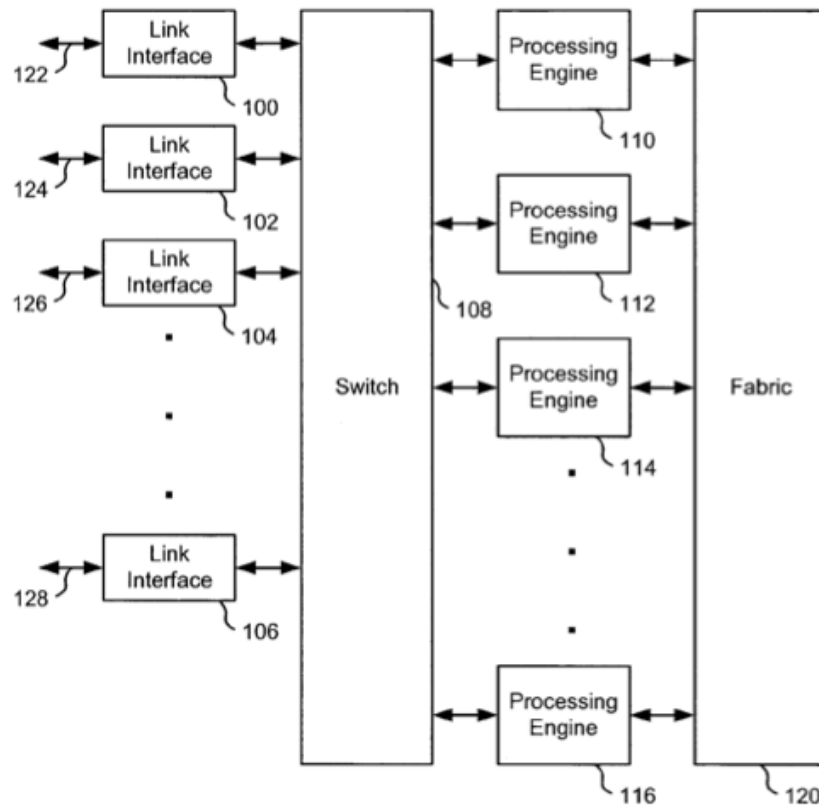 Link
Interface
122
100
Link
Interface
124
102
Link
Interface
126
104
Link
Interface
128
106
Switch
108
Processing
Engine
110
Processing
Engine
112
Processing
Engine
114
Processing
Engine
116
Fabric
120